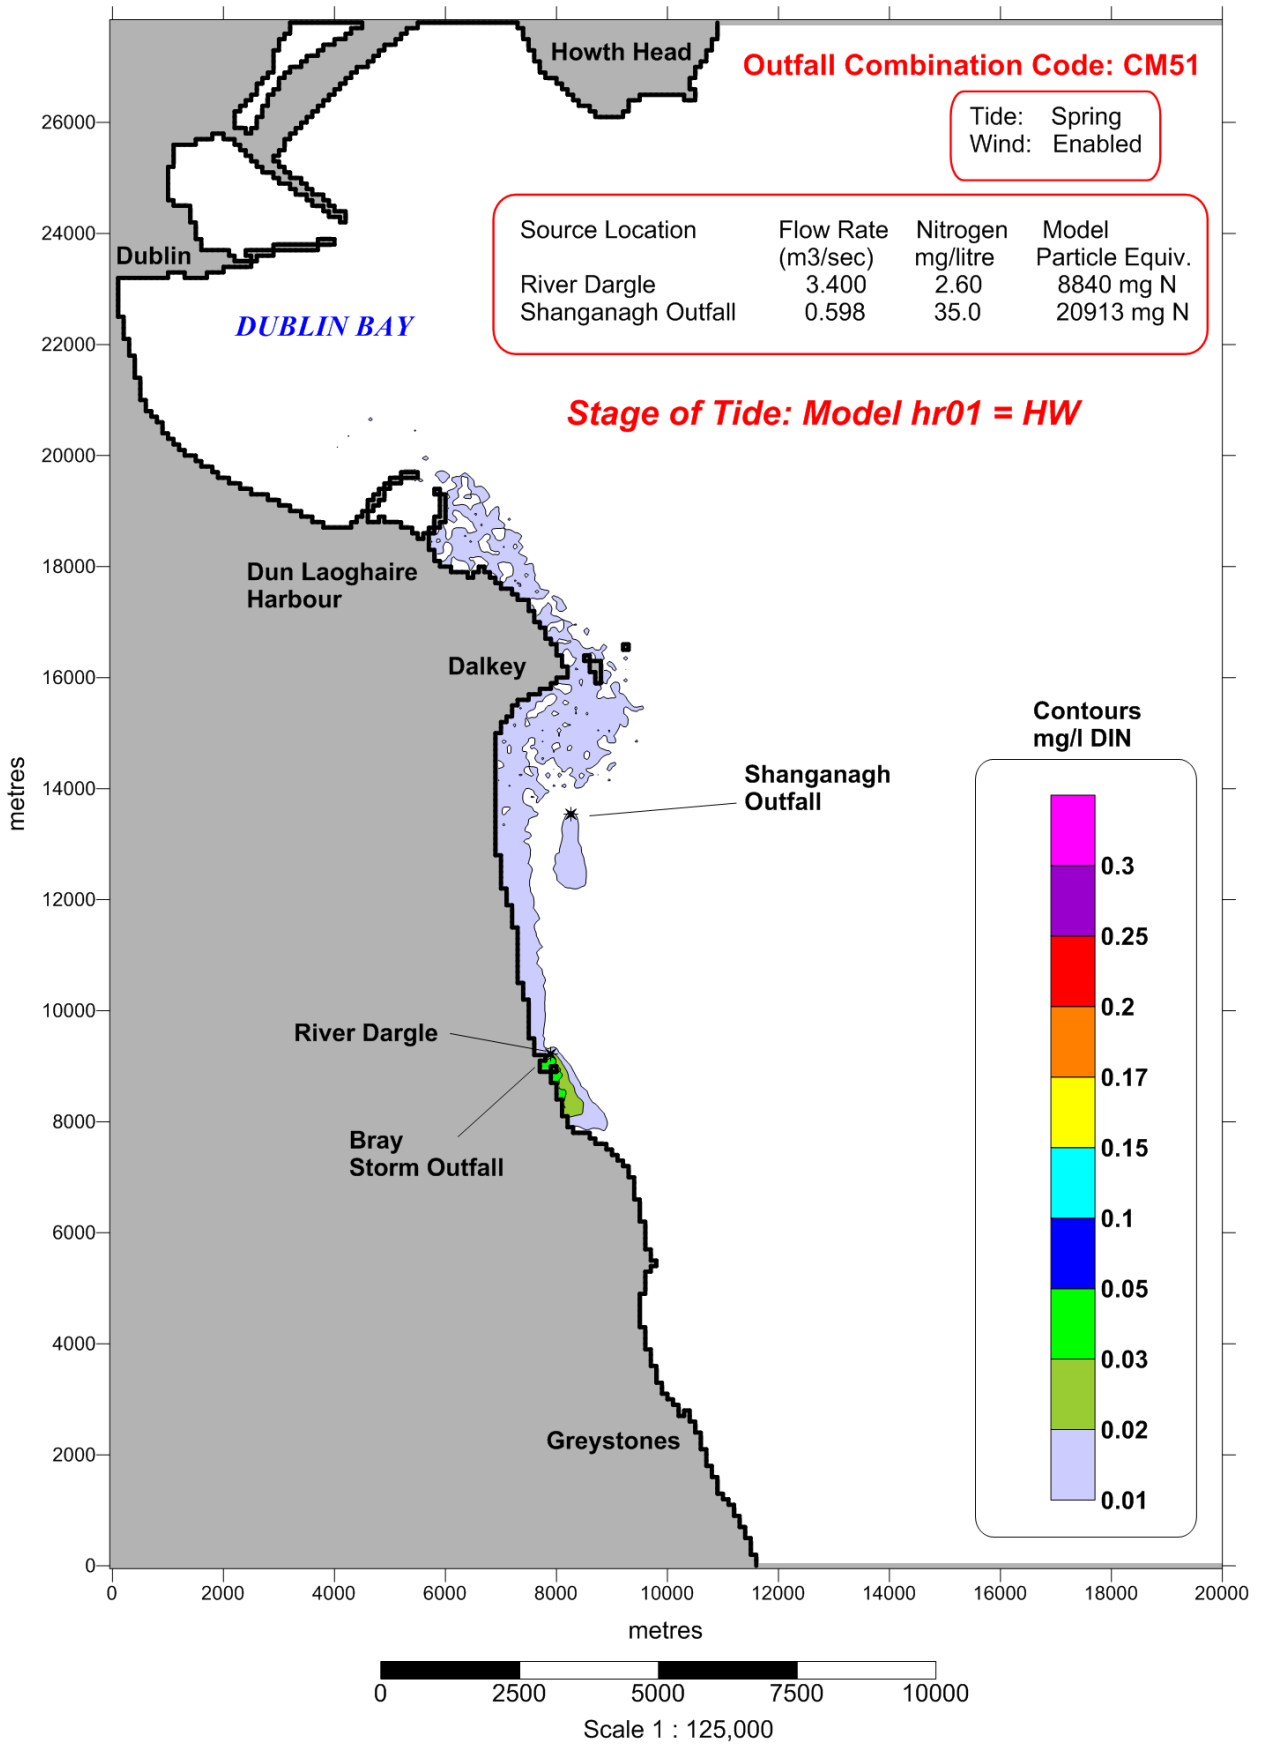 Howth Head
Outfall Combination Code: CM51
Tide: Spring
Wind: Enabled
Source Location Flow Rate Nitrogen Model
(m3/sec) mg/litre Particle Equiv.
River Dargle 3.400 2.60 8840 mg N
Shanganagh Outfall 0.598 35.0 20913 mg N
Dublin
DUBLIN BAY
Stage of Tide: Model hr01 = HW
Dun Laoghaire
Harbour
Dalkey
Shanganagh
Outfall
River Dargle
Bray
Storm Outfall
Greystones
Contours
mg/l DIN
0.3
0.25
0.2
0.17
0.15
0.1
0.05
0.03
0.02
0.01
26000
24000
22000
20000
18000
16000
14000
12000
10000
8000
6000
4000
2000
0
metres
0 2000 4000 6000 8000 10000 12000 14000 16000 18000 20000
metres
0 2500 5000 7500 10000
Scale 1 : 125,000